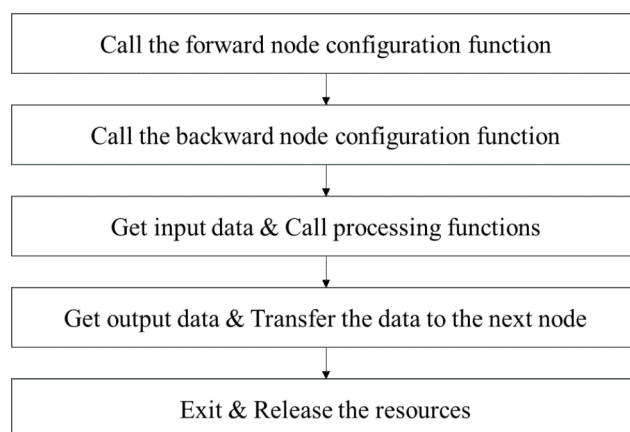 Call the forward node configuration function
Call the backward node configuration function
Get input data & Call processing functions
Get output data & Transfer the data to the next node
Exit & Release the resources